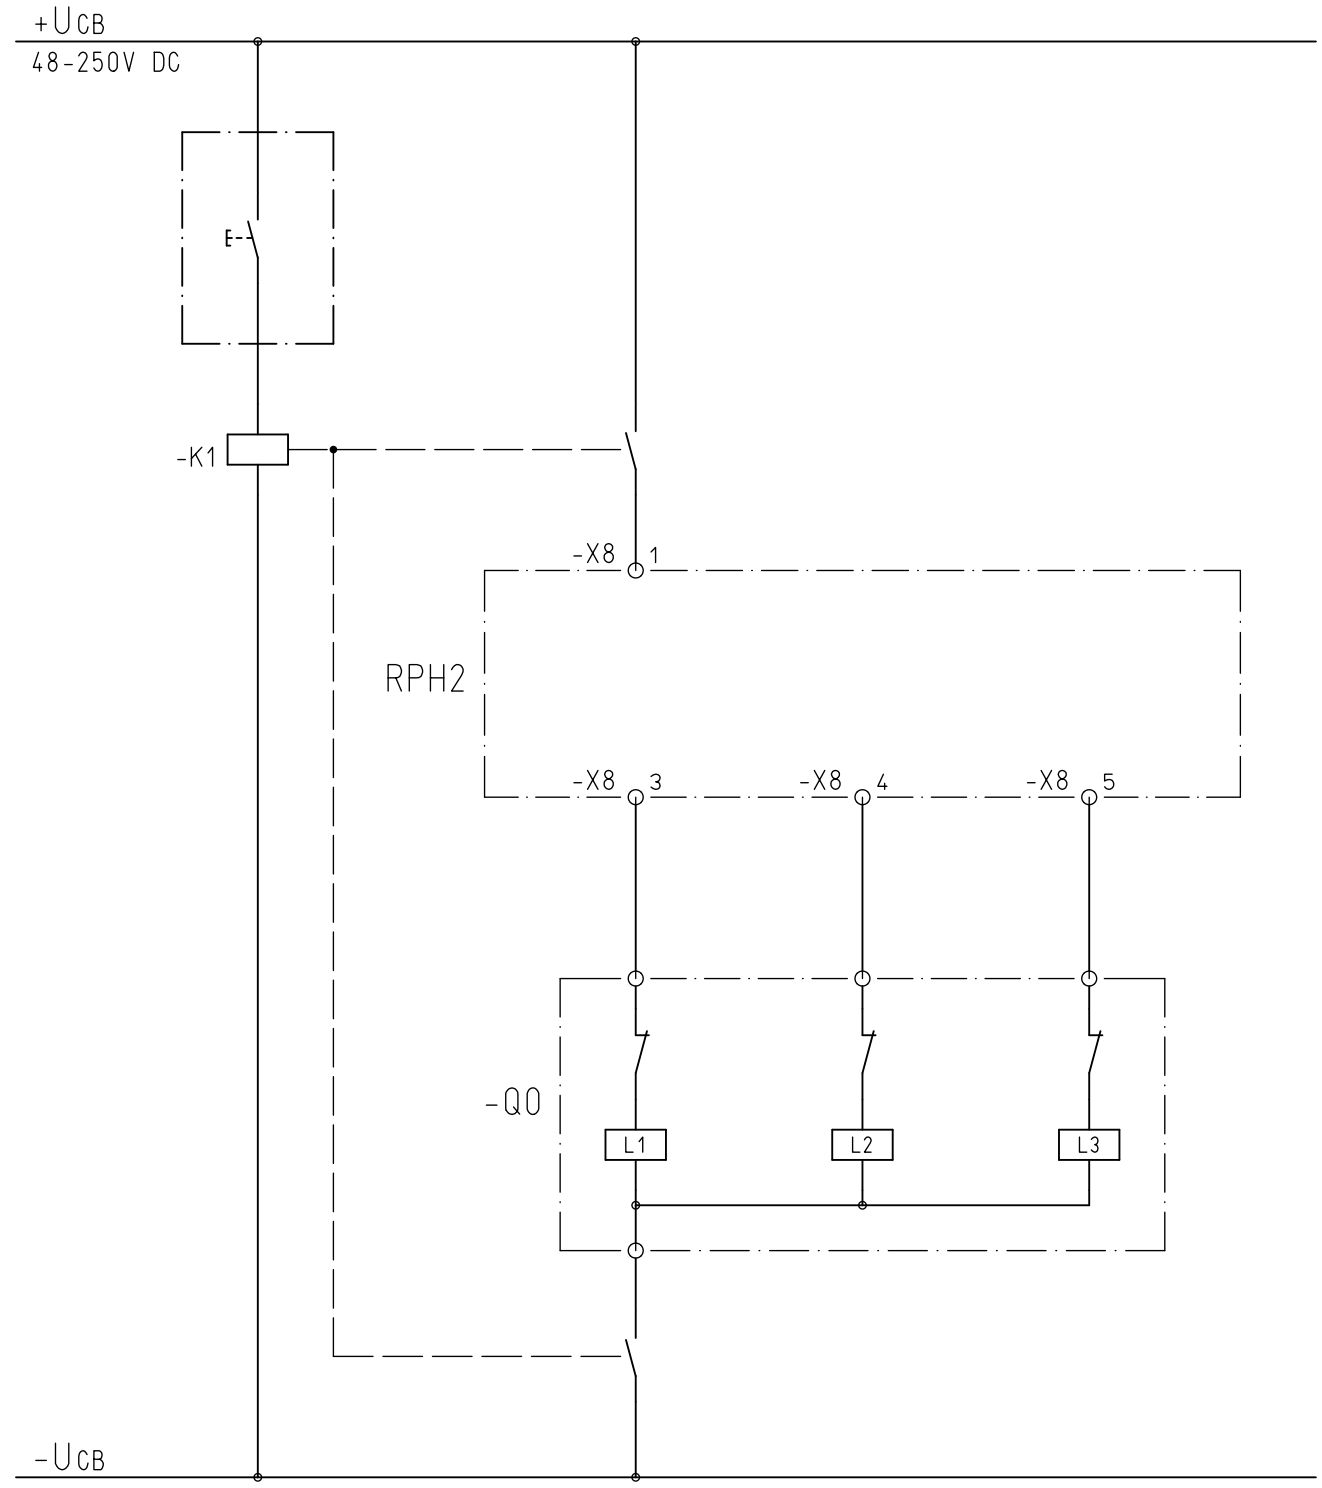 +UCB
48-250V DC
-K1
-X8 1
RPH2
-X8 3 -X8 4 -X8 5
-Q0
L1 L2 L3
-UCB